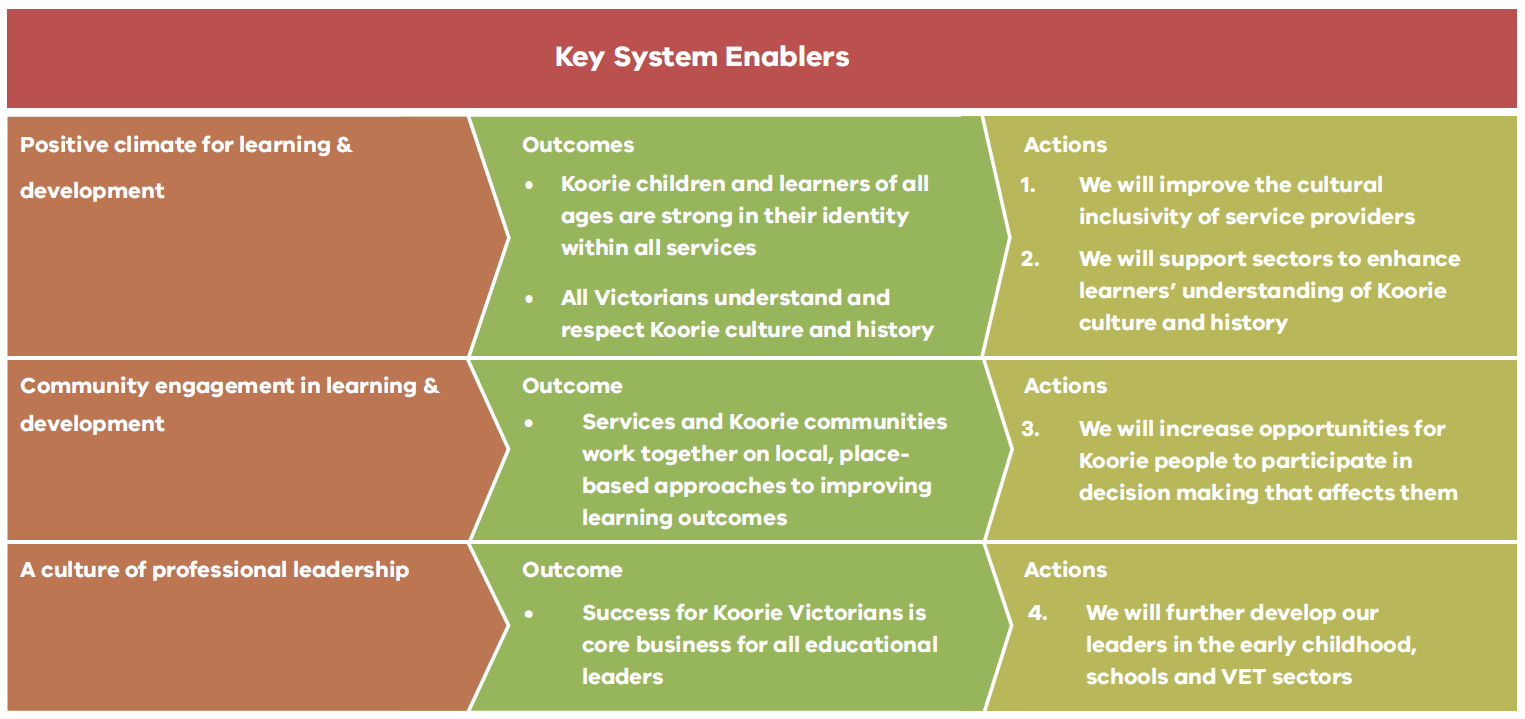 Key System Enablers
Positive climate for learning &
development
Outcomes
• Koorie children and learners of all
ages are strong in their identity
within all services
• All Victorians understand and
respect Koorie culture and history
Actions
1. We will improve the cultural
inclusivity of service providers
2. We will support sectors to enhance
learners’ understanding of Koorie
culture and history
Community engagement in learning &
development
Outcome
• Services and Koorie communities
work together on local, place-
based approaches to improving
learning outcomes
Actions
3. We will increase opportunities for
Koorie people to participate in
decision making that affects them
A culture of professional leadership
Outcome
• Success for Koorie Victorians is
core business for all educational
leaders
Actions
4. We will further develop our
leaders in the early childhood,
schools and VET sectors